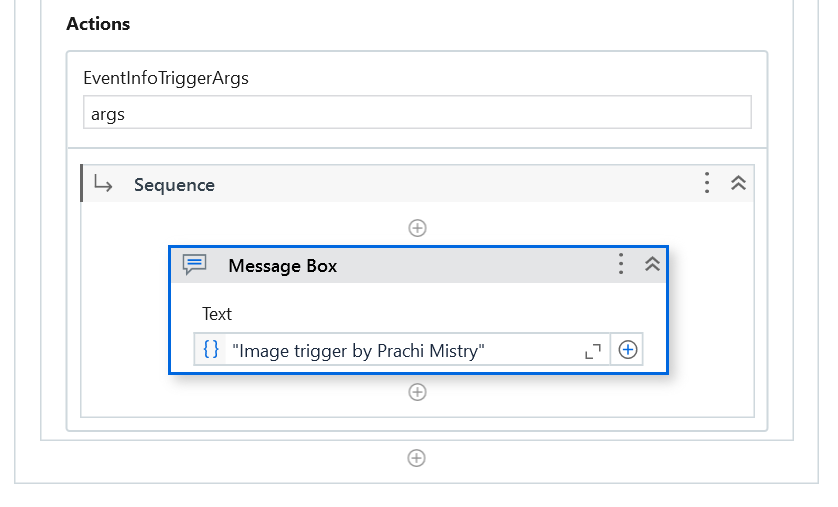 Actions
EventInfoTriggerArgs
args
Sequence
Message Box
Text
{} "Image trigger by Prachi Mistry"